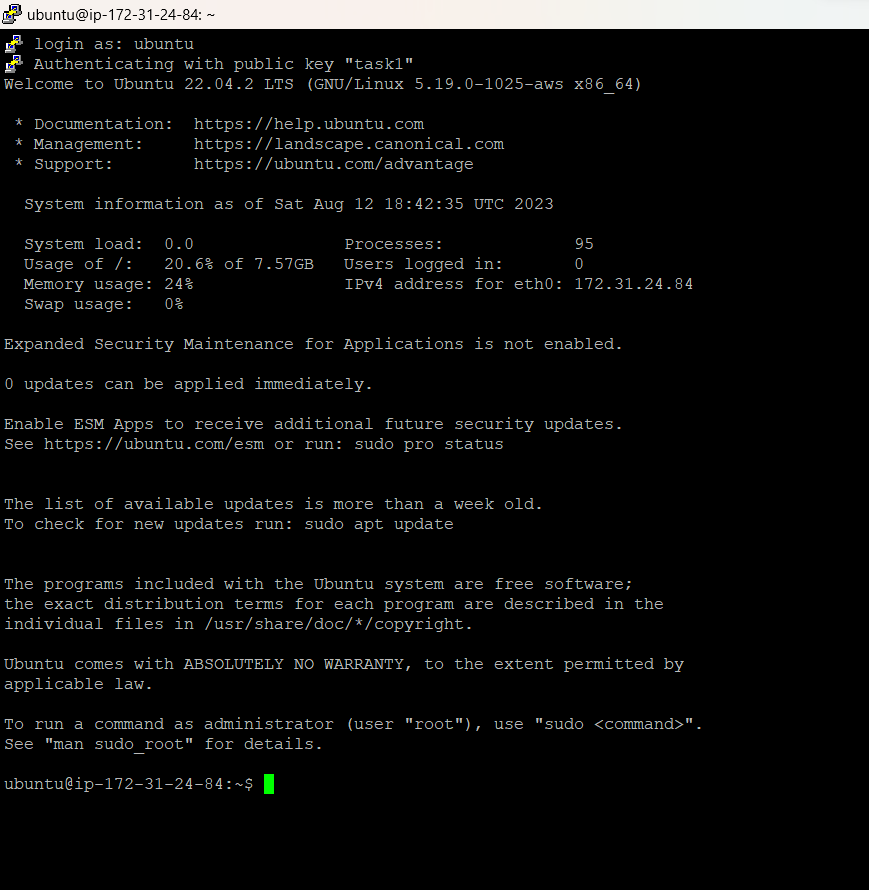 ubuntu@ip-172-31-24-84: ~
login as: ubuntu
Authenticating with public key "task1"
Welcome to Ubuntu 22.04.2 LTS (GNU/Linux 5.19.0-1025-aws x86_64)
* Documentation:  https://help.ubuntu.com
* Management:     https://landscape.canonical.com
* Support:        https://ubuntu.com/advantage
System information as of Sat Aug 12 18:42:35 UTC 2023
System load:  0.0               Processes:             95
Usage of /:   20.6% of 7.57GB   Users logged in:       0
Memory usage: 24%               IPv4 address for eth0: 172.31.24.84
Swap usage:   0%
Expanded Security Maintenance for Applications is not enabled.
0 updates can be applied immediately.
Enable ESM Apps to receive additional future security updates.
See https://ubuntu.com/esm or run: sudo pro status
The list of available updates is more than a week old.
To check for new updates run: sudo apt update
The programs included with the Ubuntu system are free software;
the exact distribution terms for each program are described in the
individual files in /usr/share/doc/*/copyright.
Ubuntu comes with ABSOLUTELY NO WARRANTY, to the extent permitted by
applicable law.
To run a command as administrator (user "root"), use "sudo <command>".
See "man sudo_root" for details.
ubuntu@ip-172-31-24-84:~$